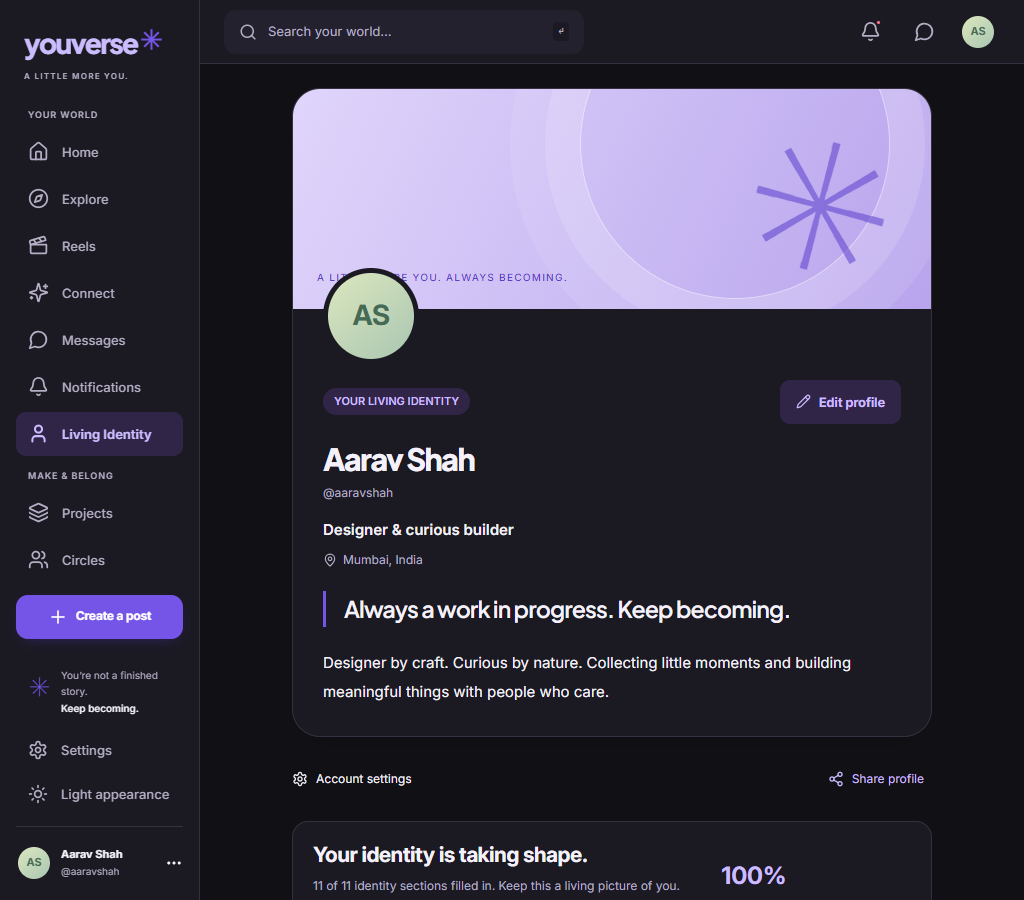 youverse
A LITTLE MORE YOU.
YOUR WORLD
Home
Explore
Reels
Connect
Messages
Notifications
Living Identity
MAKE & BELONG
Projects
Circles
Create a post
You're not a finished
story.
Keep becoming.
Settings
Light appearance
AS
Aarav Shah
@aaravshah
Search your world...
AS
YOU. ALWAYS BECOMING.
AS
YOUR LIVING IDENTITY
Edit profile
Aarav Shah
@aaravshah
Designer & curious builder
Mumbai, India
Always a work in progress. Keep becoming.
Designer by craft. Curious by nature. Collecting little moments and building
meaningful things with people who care.
Account settings
Share profile
Your identity is taking shape.
11 of 11 identity sections filled in. Keep this a living picture of you.
100%